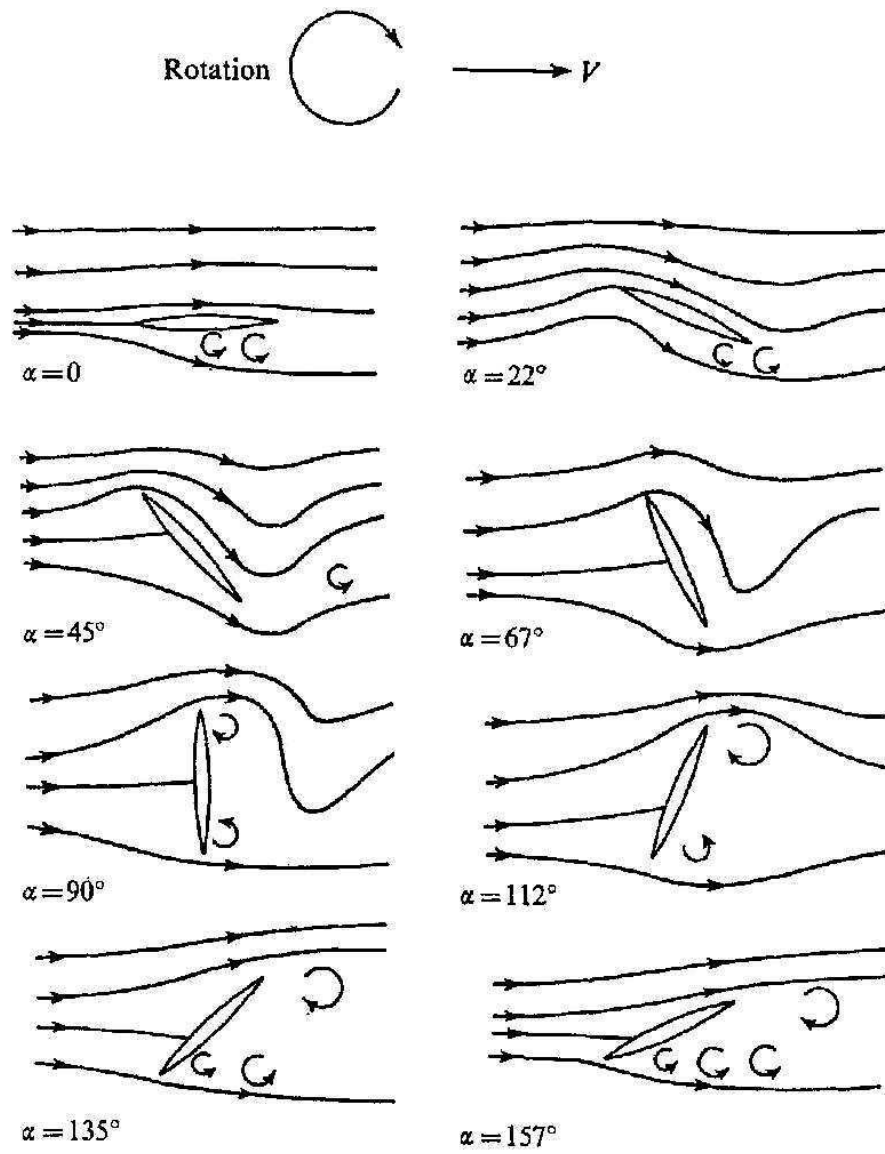 Rotation V
α = 0
α = 22°
α = 45°
α = 67°
α = 90°
α = 112°
α = 135°
α = 157°